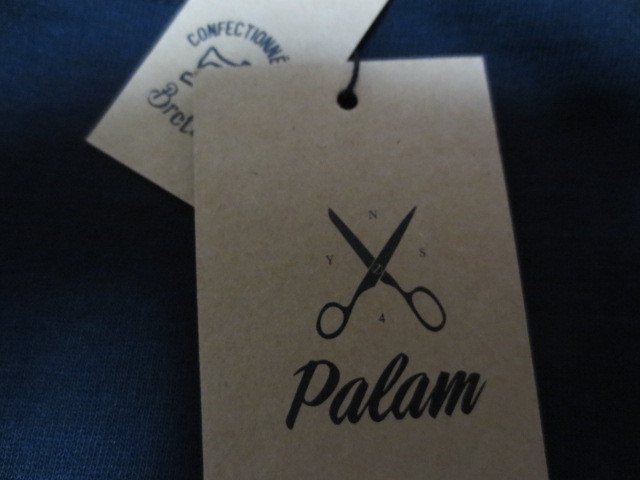 CONFECTIONNÉ
N
Y S
4
Palam